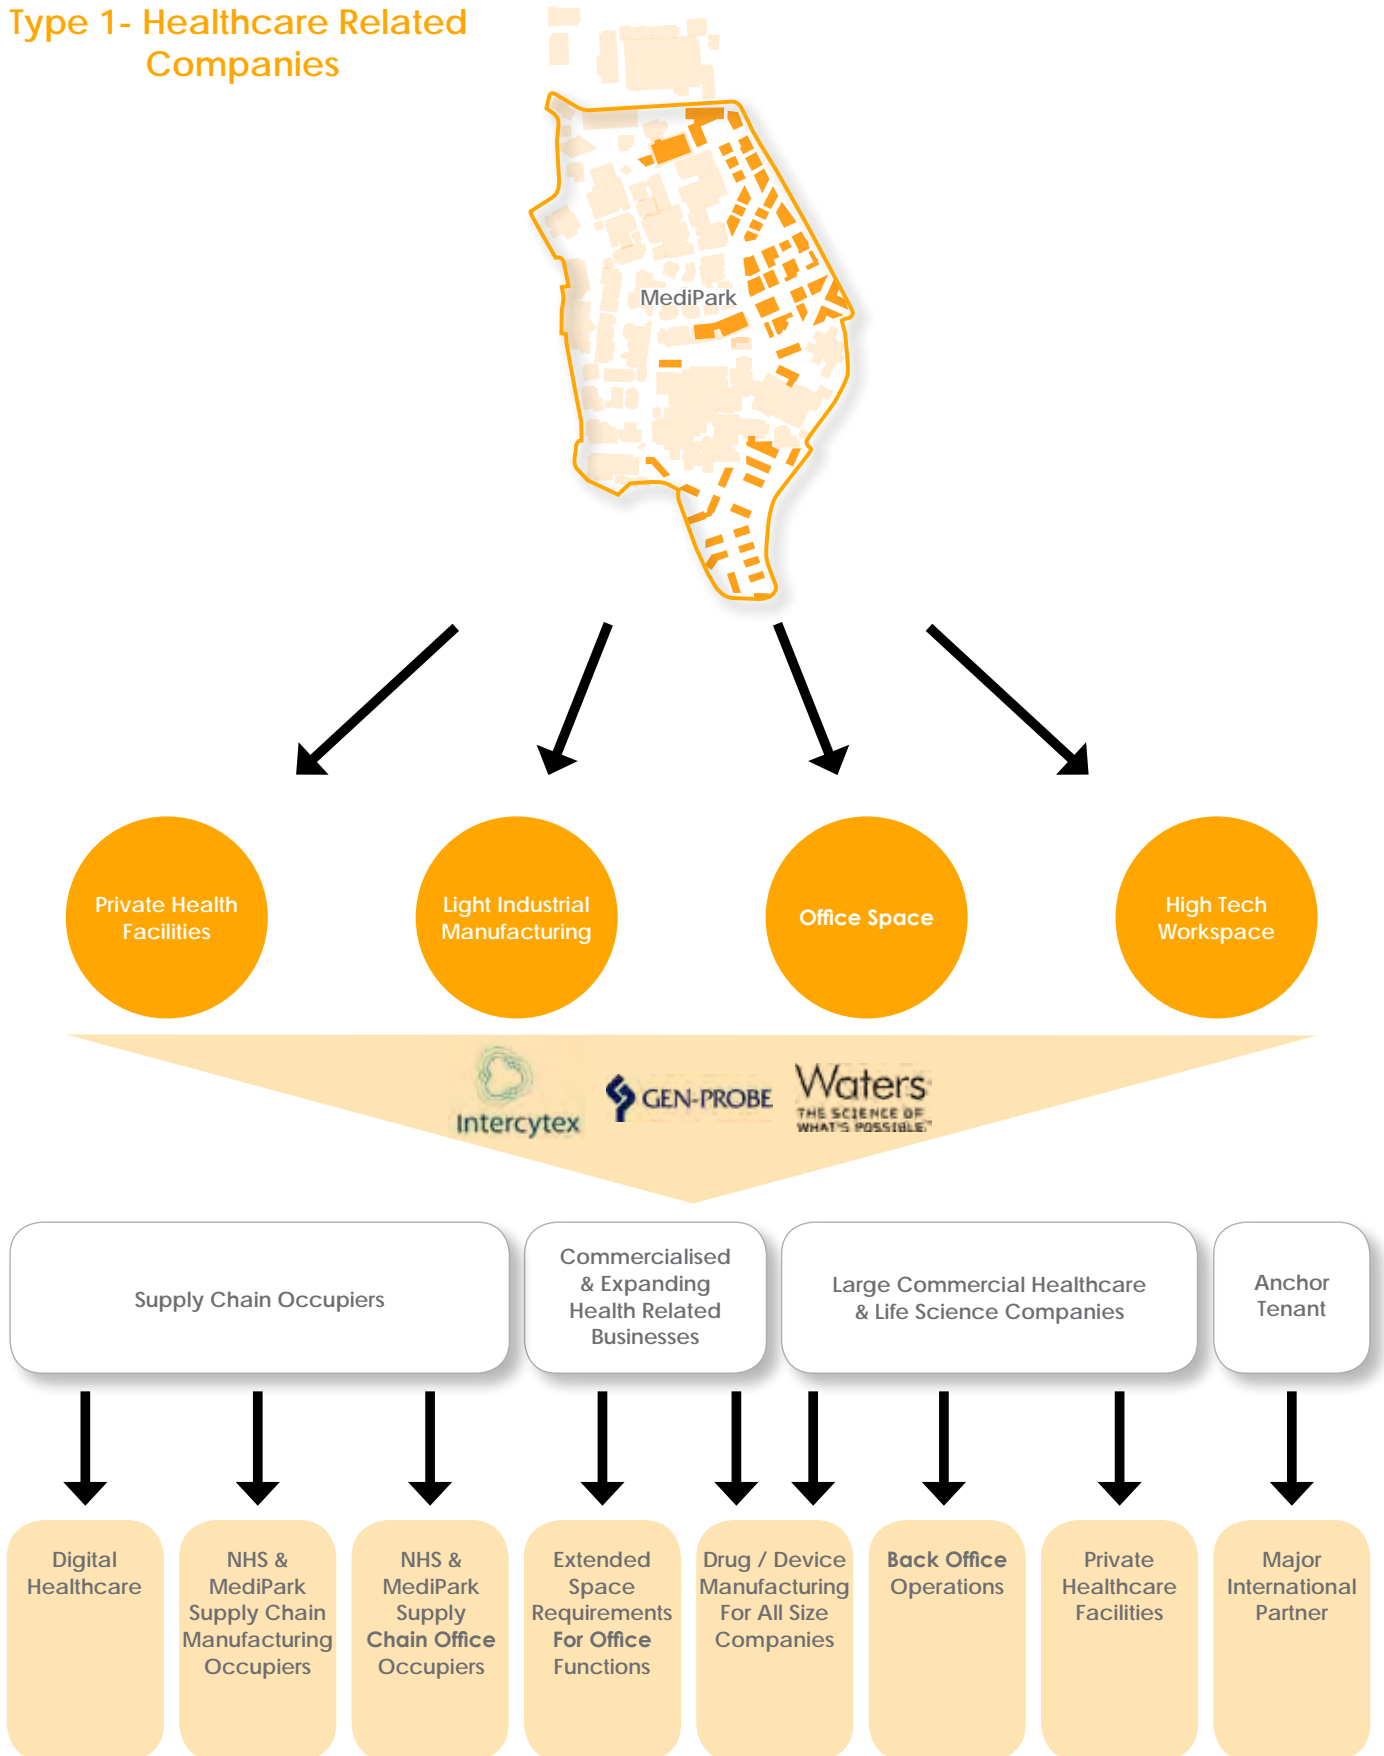 Type 1- Healthcare Related
Companies
MediPark
Private Health
Facilities
Light Industrial
Manufacturing
Office Space
High Tech
Workspace
Intercytex
GEN-PROBE
Waters
THE SCIENCE OF
WHAT'S POSSIBLE.™
Supply Chain Occupiers
Commercialised
& Expanding
Health Related
Businesses
Large Commercial Healthcare
& Life Science Companies
Anchor
Tenant
Digital
Healthcare
NHS &
MediPark
Supply Chain
Manufacturing
Occupiers
NHS &
MediPark
Supply
Chain Office
Occupiers
Extended
Space
Requirements
For Office
Functions
Drug / Device
Manufacturing
For All Size
Companies
Back Office
Operations
Private
Healthcare
Facilities
Major
International
Partner